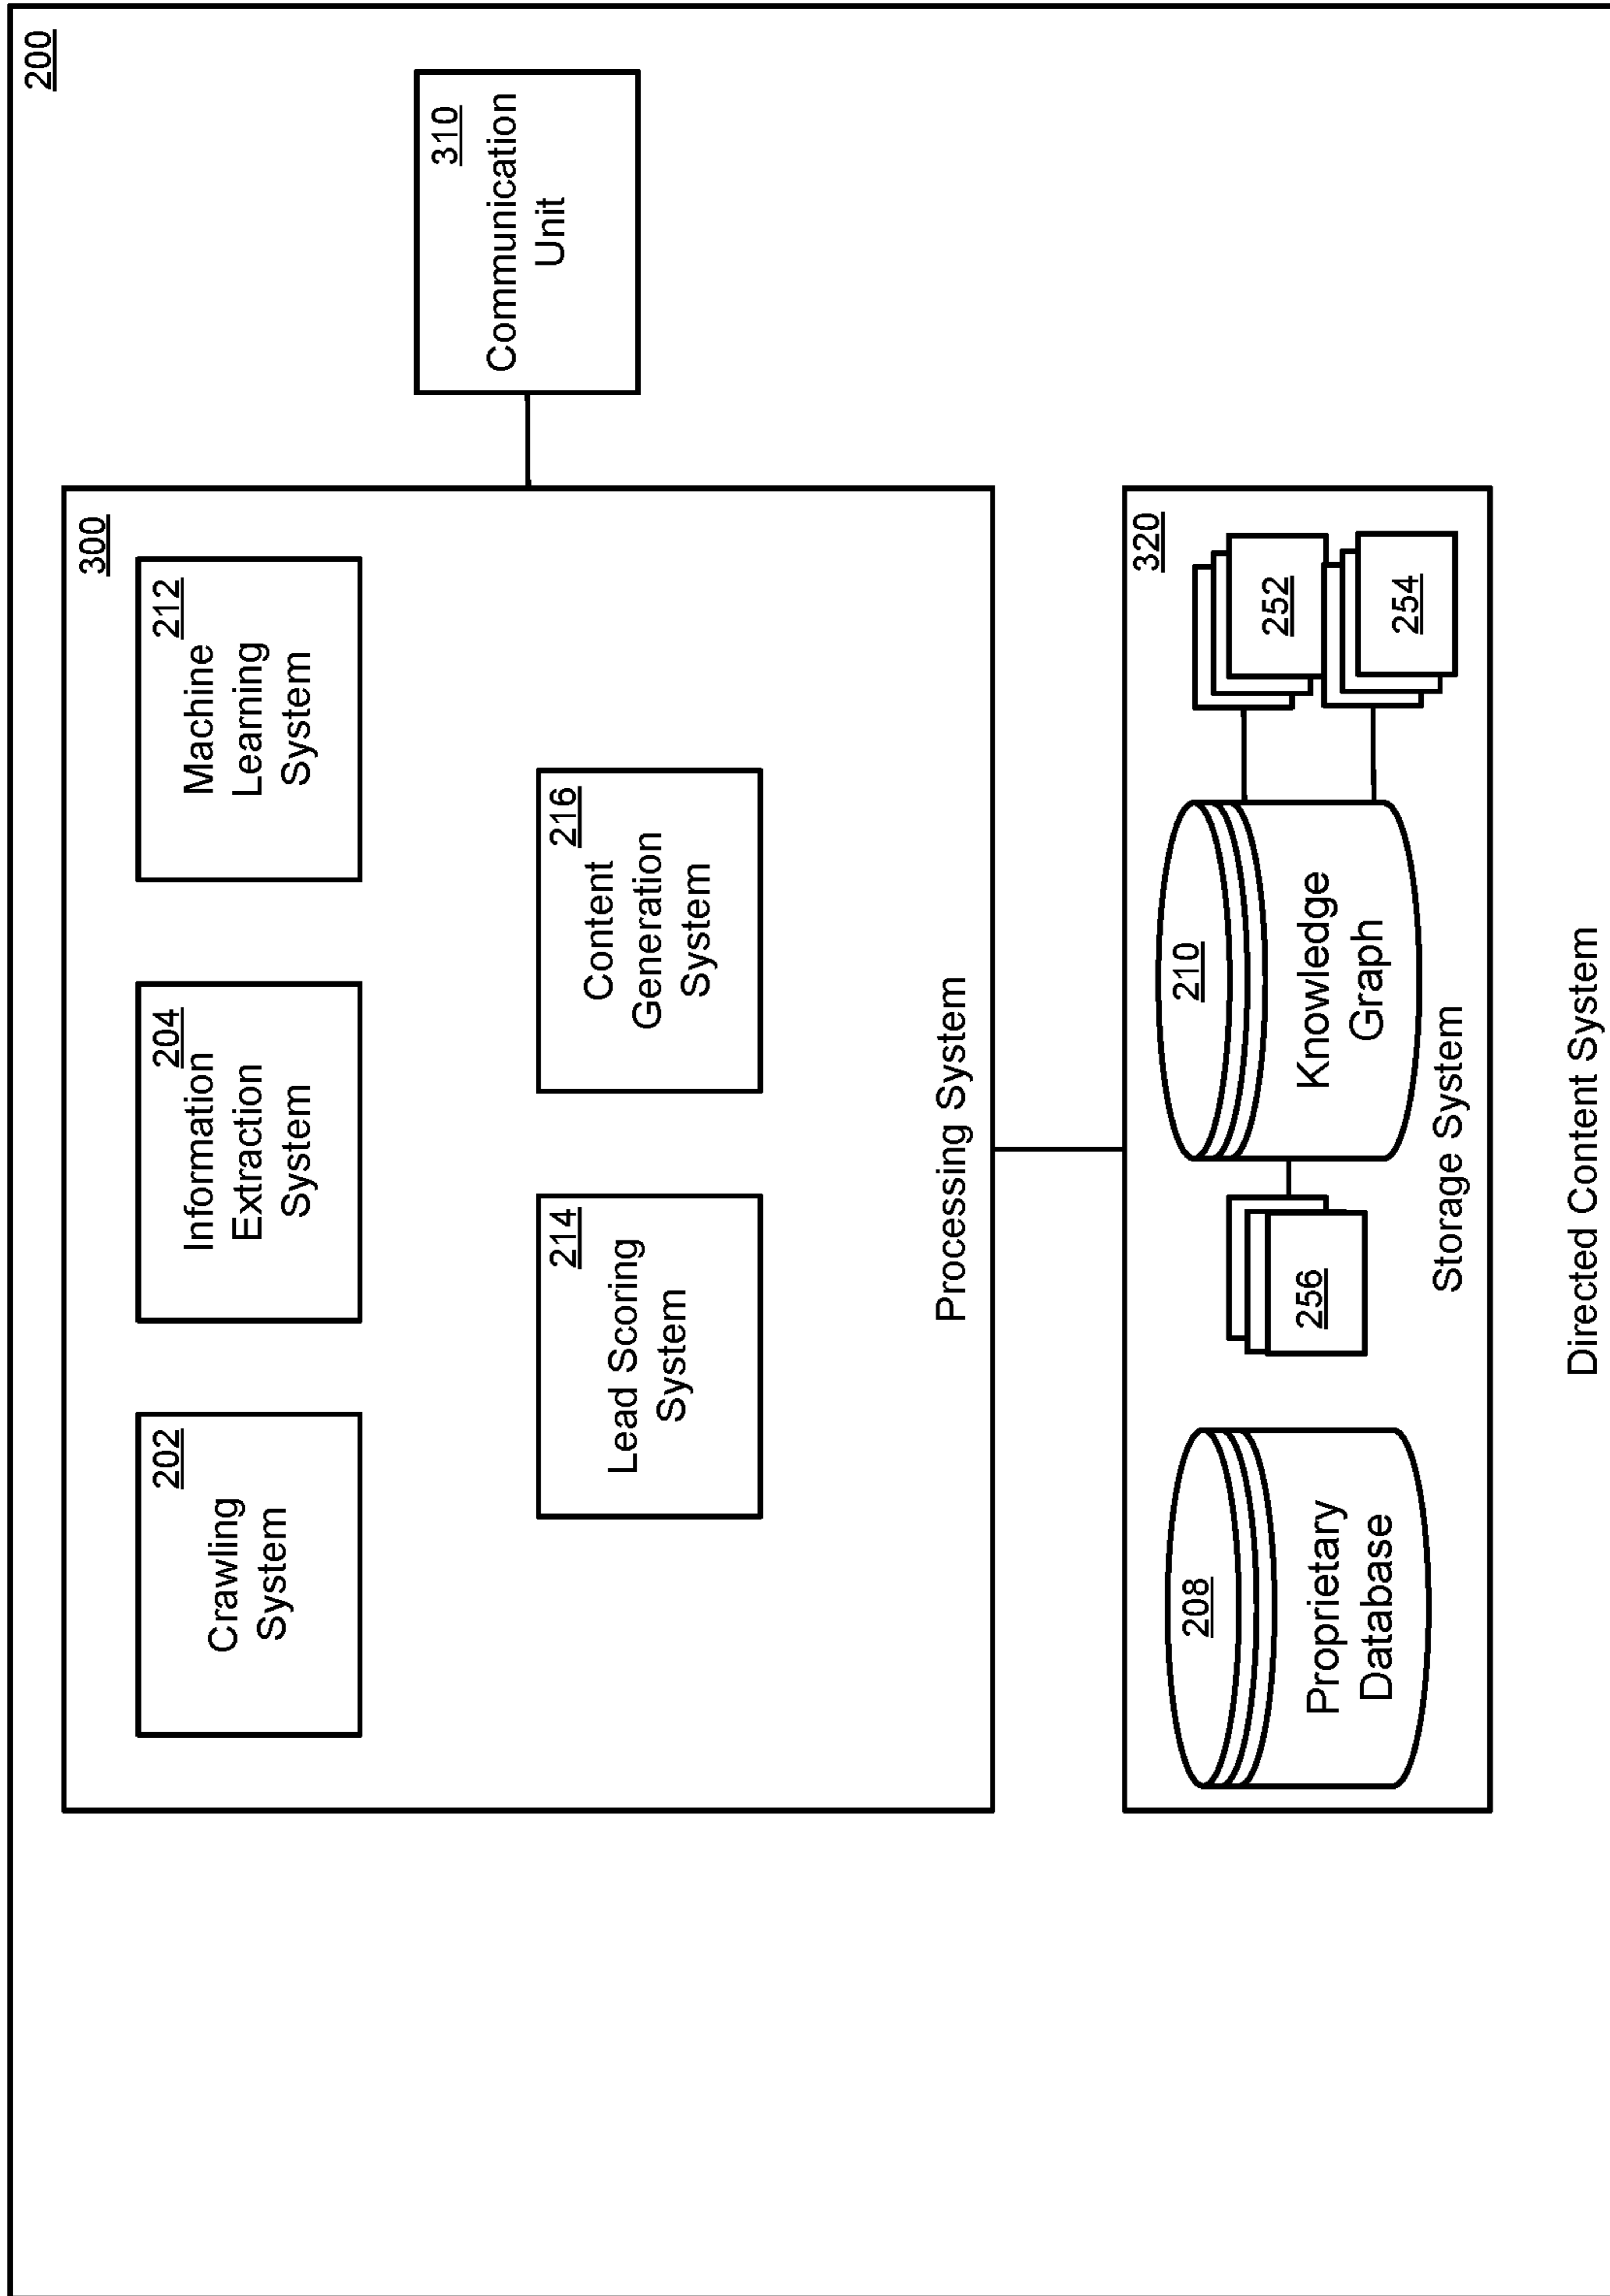 200
300
202
Crawling
System
204
Information
Extraction
System
212
Machine
Learning
System
214
Lead Scoring
System
216
Content
Generation
System
Processing System
310
Communication
Unit
320
208
Proprietary
Database
256
210
Knowledge
Graph
252
254
Storage System
Directed Content System